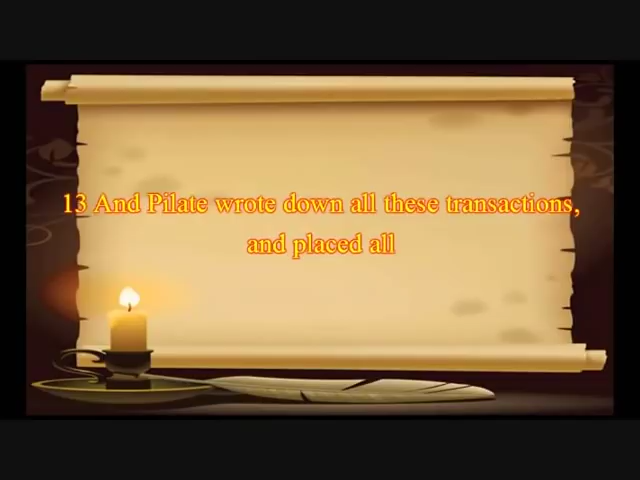 13 And Pilate wrote down all these transactions,
and placed all